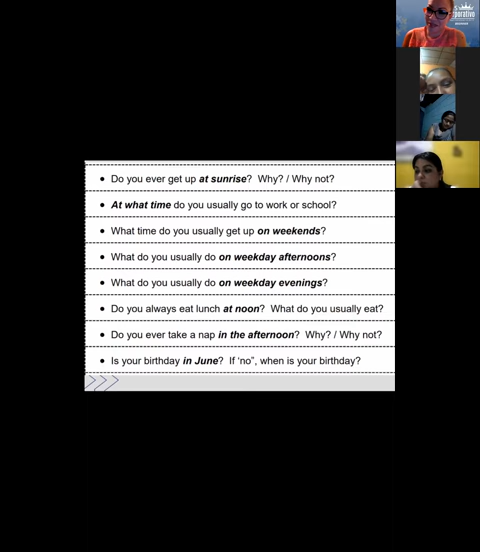 • Do you ever get up at sunrise? Why? / Why not?
• At what time do you usually go to work or school?
• What time do you usually get up on weekends?
• What do you usually do on weekday afternoons?
• What do you usually do on weekday evenings?
• Do you always eat lunch at noon? What do you usually eat?
• Do you ever take a nap in the afternoon? Why? / Why not?
• Is your birthday in June? If ‘no”, when is your birthday?